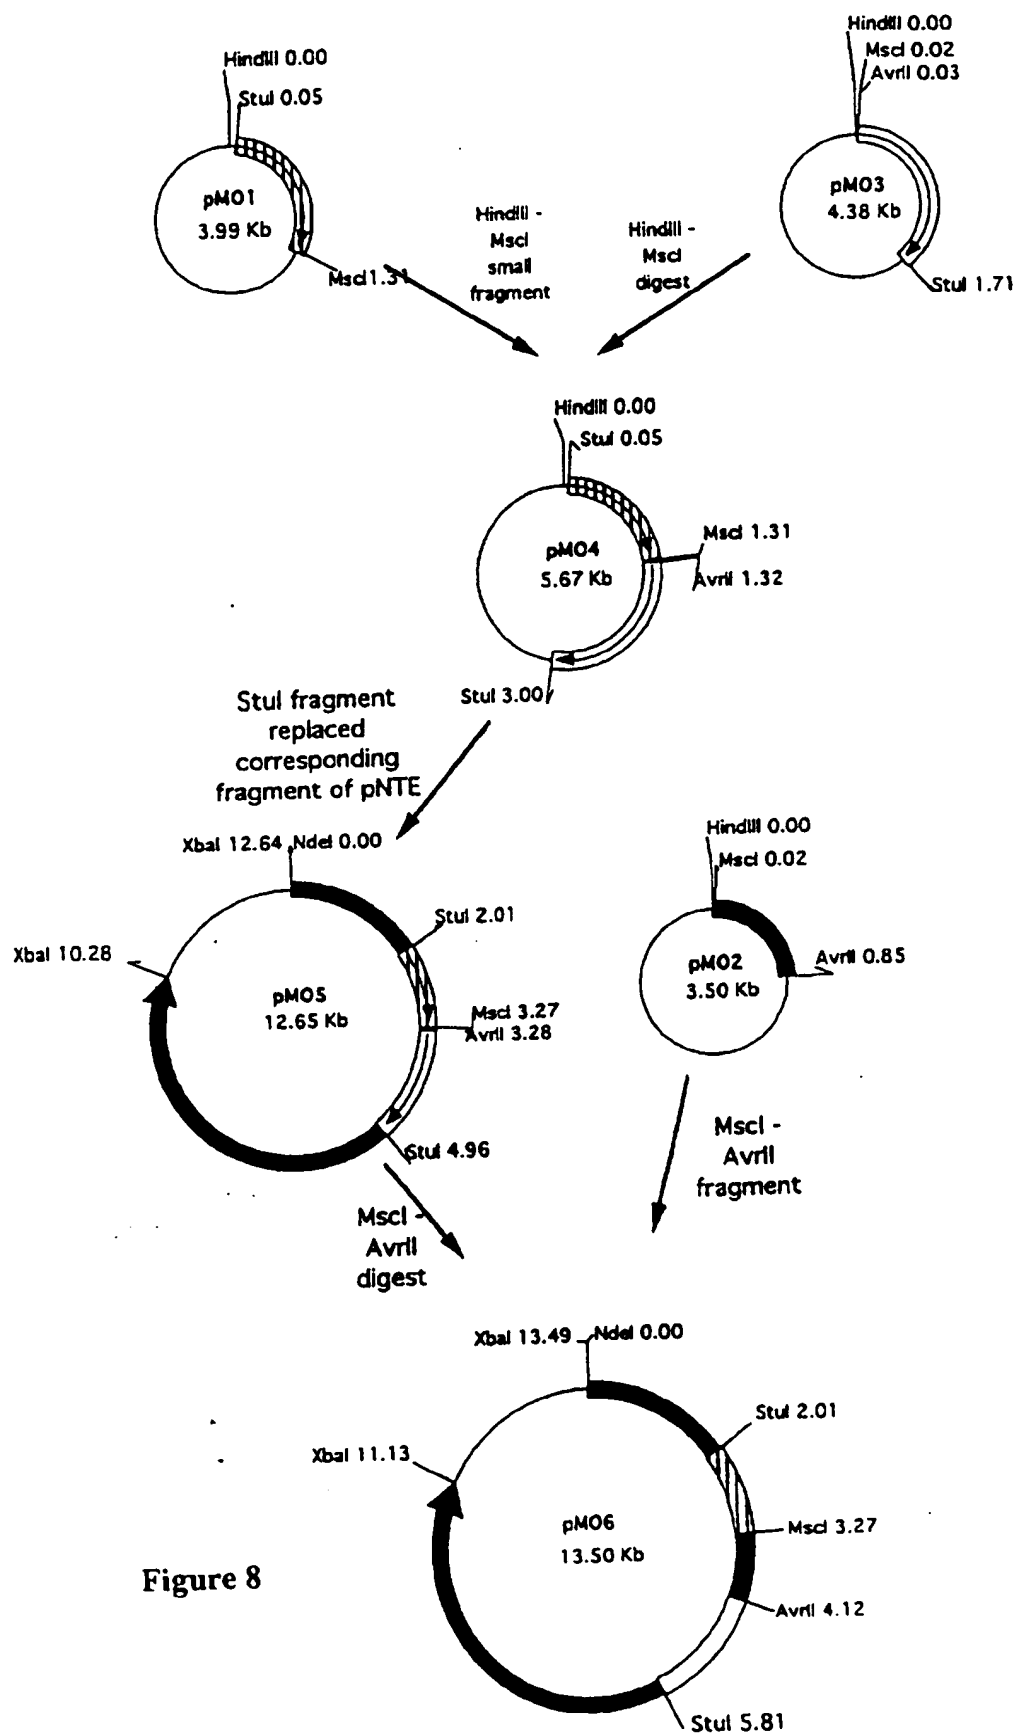 HindIII 0.00
StuI 0.05
pMO1
3.99 Kb
MscI 1.31
HindIII -
MscI
small
fragment
HindIII 0.00
MscI 0.02
AvrII 0.03
pMO3
4.38 Kb
StuI 1.71
HindIII -
MscI
digest
HindIII 0.00
StuI 0.05
pMO4
5.67 Kb
MscI 1.31
AvrII 1.32
StuI 3.00
StuI fragment
replaced
corresponding
fragment of pNTE
XbaI 12.64 NdeI 0.00
StuI 2.01
XbaI 10.28
pMO5
12.65 Kb
MscI 3.27
AvrII 3.28
StuI 4.96
HindIII 0.00
MscI 0.02
pMO2
3.50 Kb
AvrII 0.85
MscI -
AvrII
fragment
MscI -
AvrII
digest
XbaI 13.49 NdeI 0.00
StuI 2.01
XbaI 11.13
pMO6
13.50 Kb
MscI 3.27
AvrII 4.12
StuI 5.81
Figure 8